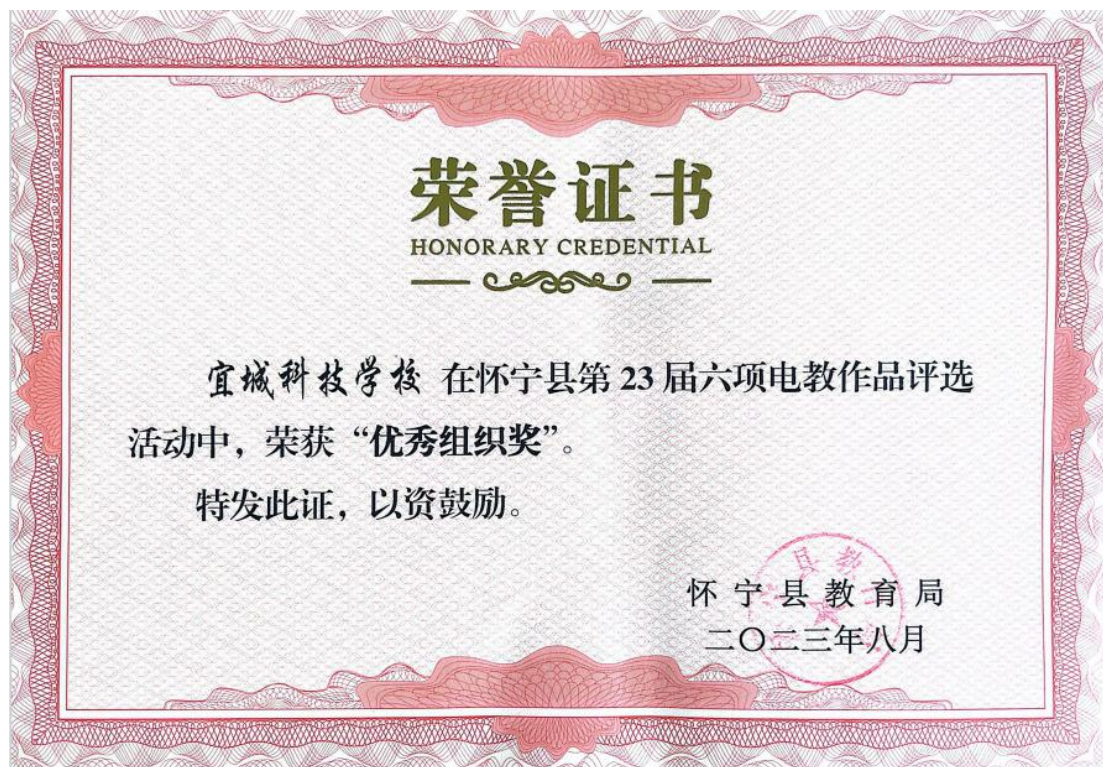 荣誉证书
HONORARY CREDENTIAL
宜城科技学校 在怀宁县第 23 届六项电教作品评选
活动中，荣获“优秀组织奖”。
特发此证，以资鼓励。
怀宁县教育局
二〇二三年八月